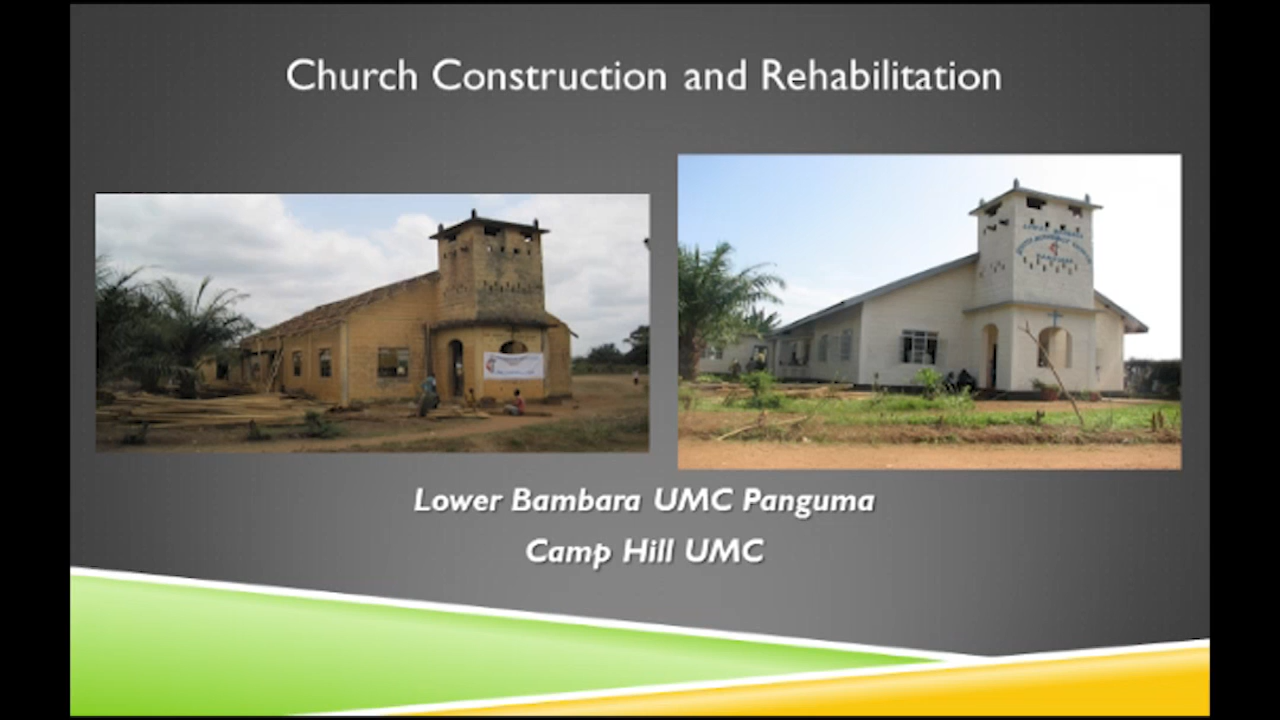 Church Construction and Rehabilitation
Lower Bambara UMC Panguma
Camp Hill UMC